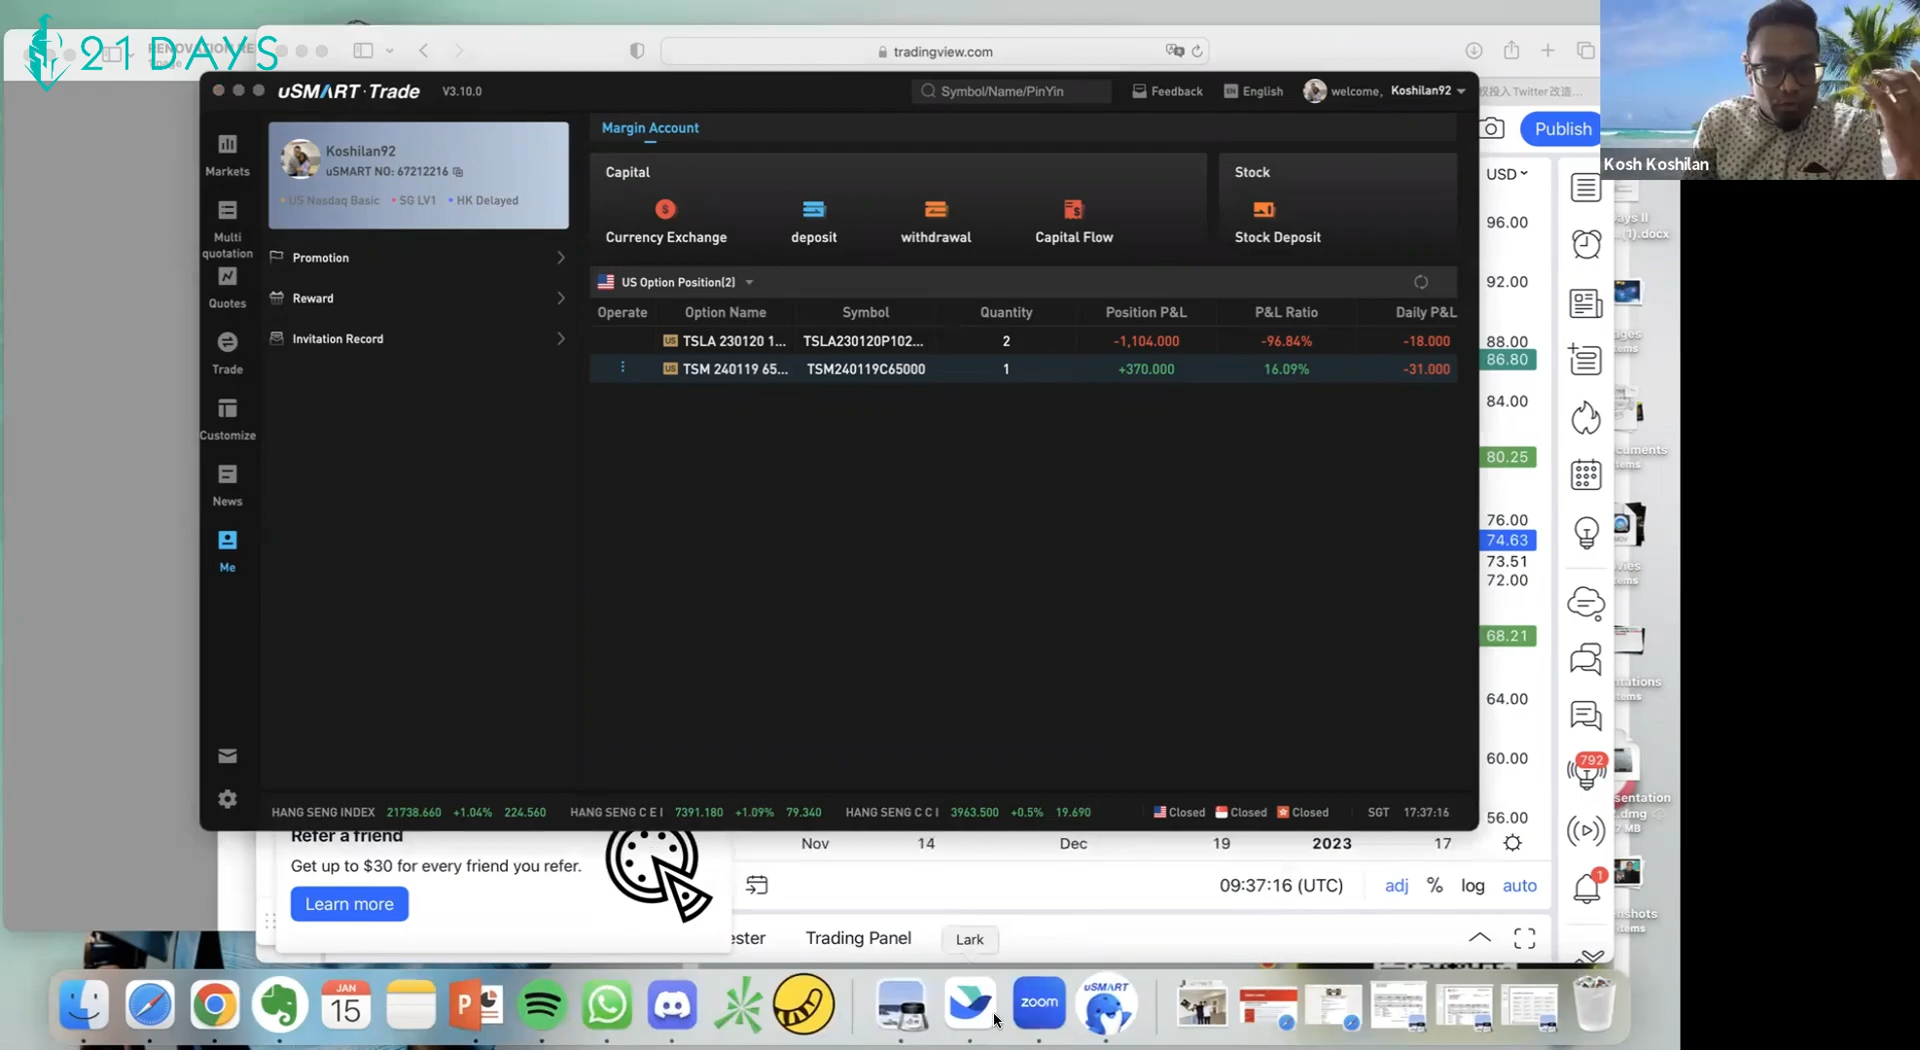 21 DAYS
tradingview.com
uSMART · Trade V3.10.0
Symbol/Name/PinYin
Feedback
English
welcome, Koshilan92
Publish
Kosh Koshilan
Markets
Multi quotation
Quotes
Trade
Customize
News
Me
Koshilan92
uSMART NO: 67212216
US Nasdaq Basic SG LV1 HK Delayed
Promotion
Reward
Invitation Record
Margin Account
Capital
Currency Exchange deposit withdrawal Capital Flow
Stock
Stock Deposit
US Option Position(2)
Operate Option Name Symbol Quantity Position P&L P&L Ratio Daily P&L
TSLA 230120 1... TSLA230120P102... 2 -1,104.000 -96.84% -18.000
TSM 240119 65... TSM240119C65000 1 +370.000 16.09% -31.000
HANG SENG INDEX 21738.660 +1.04% 224.560 HANG SENG C E I 7391.180 +1.09% 79.340 HANG SENG C C I 3963.500 +0.5% 19.690 Closed Closed Closed SGT 17:37:16
USD
96.00
92.00
88.00
86.80
84.00
80.25
76.00
74.63
73.51
72.00
68.21
64.00
60.00
56.00
792
1
Refer a friend
Get up to $30 for every friend you refer.
Learn more
Nov 14 Dec 19 2023 17
09:37:16 (UTC) adj % log auto
ester Trading Panel
Lark
JAN
15
zoom
uSMART